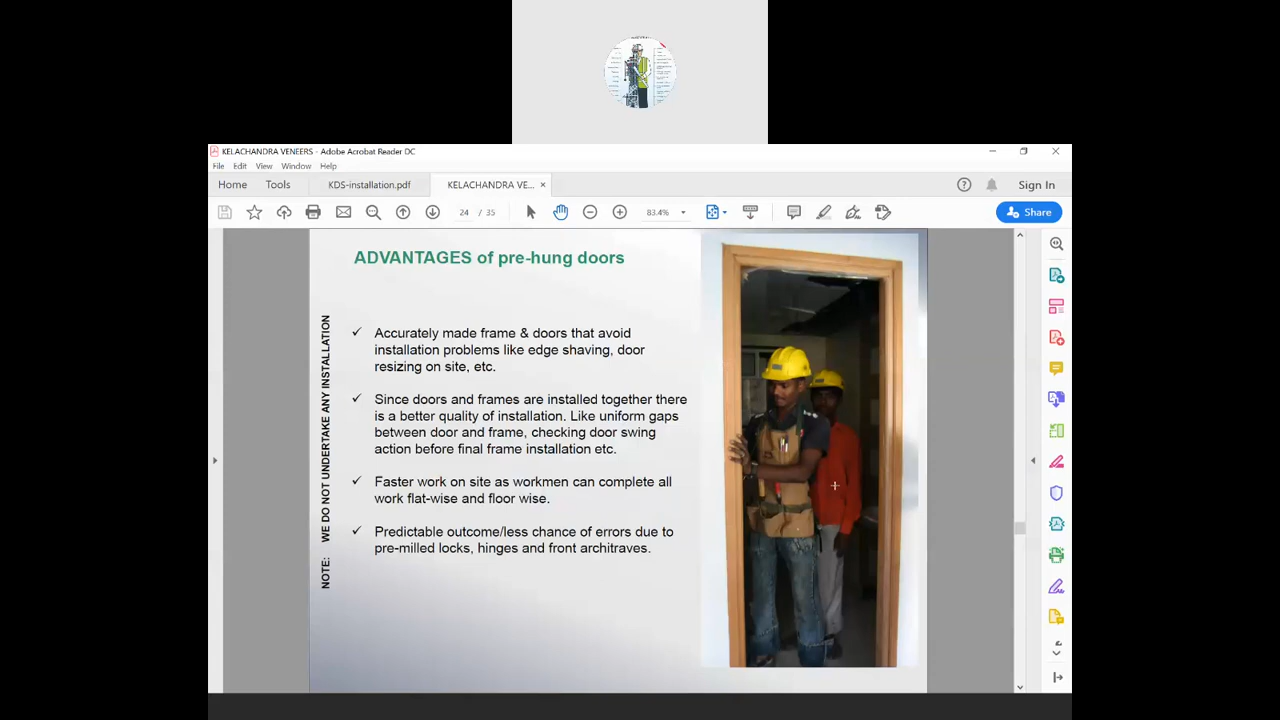 KELACHANDRA VENEERS - Adobe Acrobat Reader DC
File Edit View Window Help
Home Tools KDS-installation.pdf KELACHANDRA VE... × Sign In
24 / 35 83.4% Share
ADVANTAGES of pre-hung doors
✓ Accurately made frame & doors that avoid
installation problems like edge shaving, door
resizing on site, etc.
✓ Since doors and frames are installed together there
is a better quality of installation. Like uniform gaps
between door and frame, checking door swing
action before final frame installation etc.
✓ Faster work on site as workmen can complete all
work flat-wise and floor wise.
✓ Predictable outcome/less chance of errors due to
pre-milled locks, hinges and front architraves.
NOTE: WE DO NOT UNDERTAKE ANY INSTALLATION